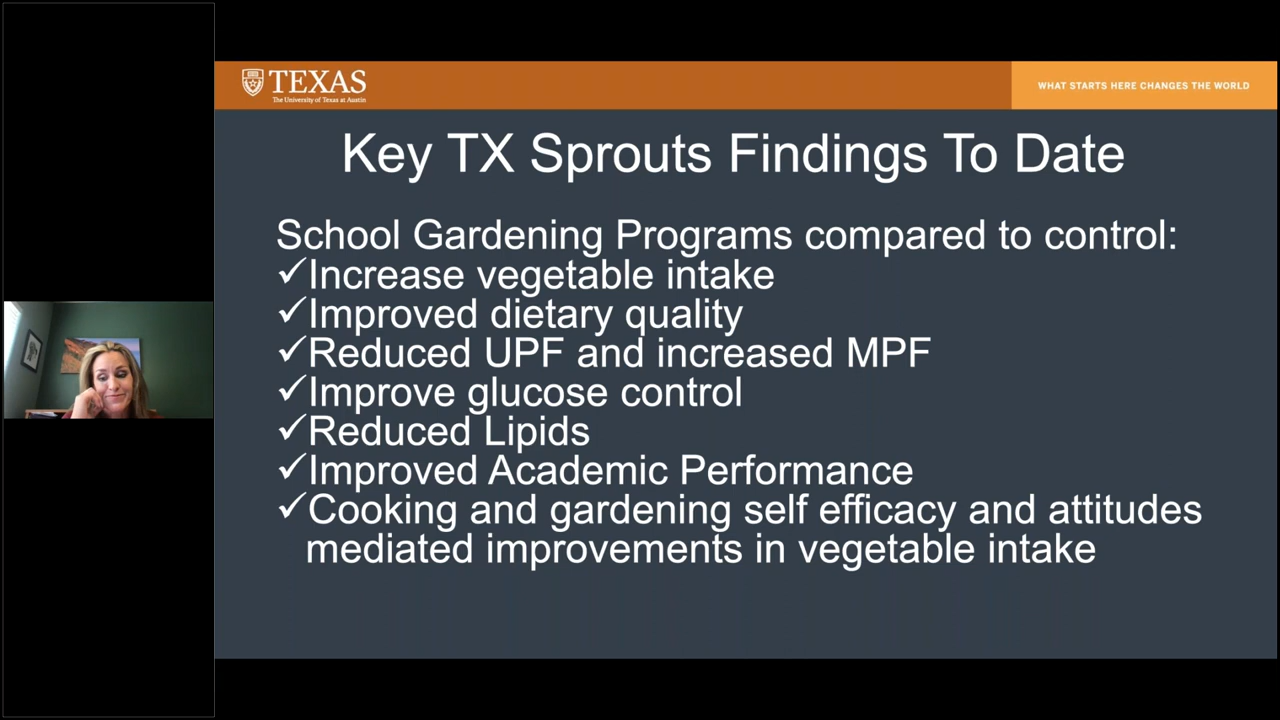 TEXAS
The University of Texas at Austin
WHAT STARTS HERE CHANGES THE WORLD
Key TX Sprouts Findings To Date
School Gardening Programs compared to control:
✓Increase vegetable intake
✓Improved dietary quality
✓Reduced UPF and increased MPF
✓Improve glucose control
✓Reduced Lipids
✓Improved Academic Performance
✓Cooking and gardening self efficacy and attitudes
mediated improvements in vegetable intake